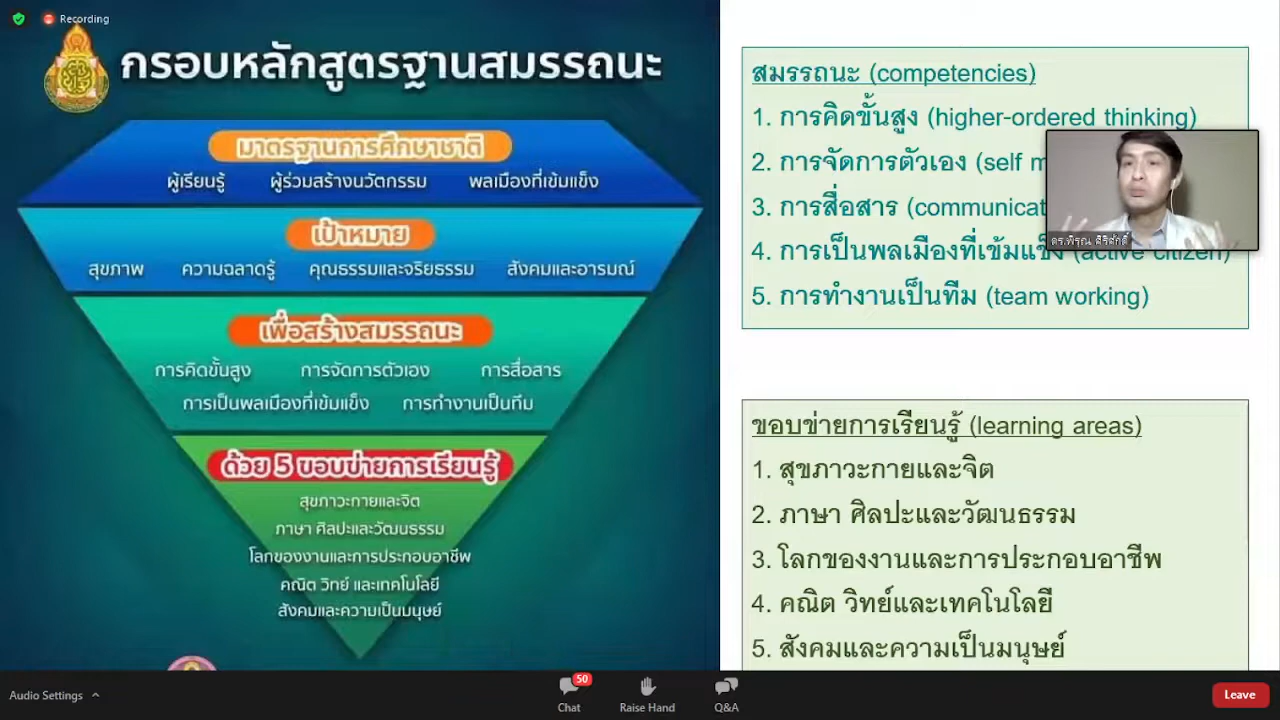 Recording
กรอบหลักสูตรฐานสมรรถนะ
มาตรฐานการศึกษาชาติ
ผู้เรียนรู้ ผู้ร่วมสร้างนวัตกรรม พลเมืองที่เข้มแข็ง
เป้าหมาย
สุขภาพ ความฉลาดรู้ คุณธรรมและจริยธรรม สังคมและอารมณ์
เพื่อสร้างสมรรถนะ
การคิดขั้นสูง การจัดการตัวเอง การสื่อสาร
การเป็นพลเมืองที่เข้มแข็ง การทำงานเป็นทีม
ด้วย 5 ขอบข่ายการเรียนรู้
สุขภาวะกายและจิต
ภาษา ศิลปะและวัฒนธรรม
โลกของงานและการประกอบอาชีพ
คณิต วิทย์ และเทคโนโลยี
สังคมและความเป็นมนุษย์
สมรรถนะ (competencies)
1. การคิดขั้นสูง (higher-ordered thinking)
2. การจัดการตัวเอง (self m
3. การสื่อสาร (communicat
4. การเป็นพลเมืองที่เข้มแข็ง (active citizen)
5. การทำงานเป็นทีม (team working)
ดร.พิรุณ ศิริศักดิ์
ขอบข่ายการเรียนรู้ (learning areas)
1. สุขภาวะกายและจิต
2. ภาษา ศิลปะและวัฒนธรรม
3. โลกของงานและการประกอบอาชีพ
4. คณิต วิทย์และเทคโนโลยี
5. สังคมและความเป็นมนุษย์
Audio Settings
50
Chat Raise Hand Q&A
Leave